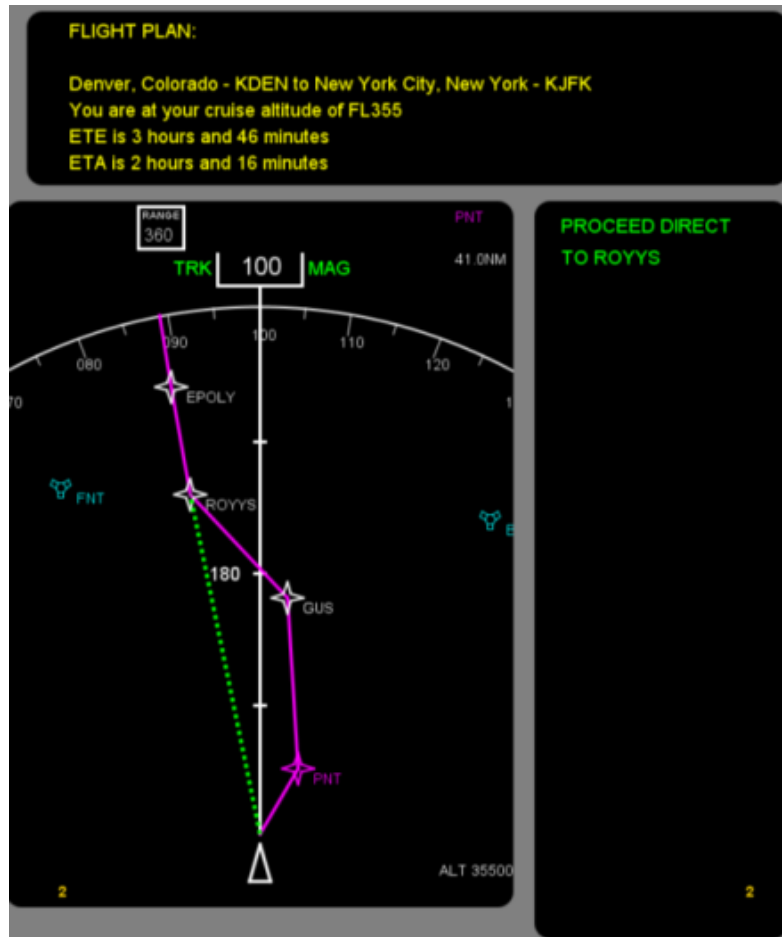 FLIGHT PLAN:
Denver, Colorado - KDEN to New York City, New York - KJFK
You are at your cruise altitude of FL355
ETE is 3 hours and 46 minutes
ETA is 2 hours and 16 minutes
RANGE
360
PNT
41.0NM
TRK 100 MAG
PROCEED DIRECT
TO ROYYS
70 080 090 100 110 120 1
EPOLY
FNT
ROYYS
E
180
GUS
PNT
ALT 35500
2
2